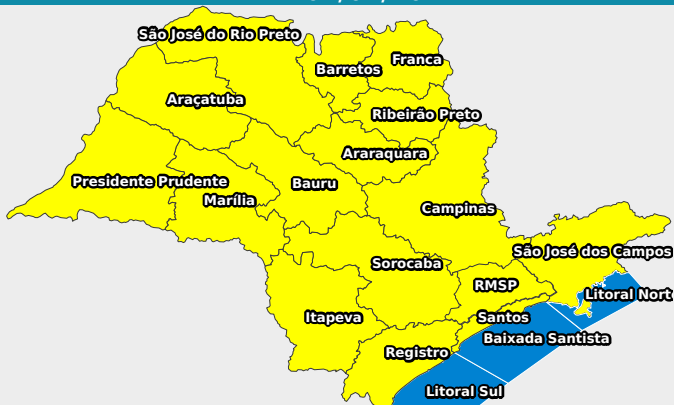 São José do Rio Preto
Franca
Barretos
Araçatuba
Ribeirão Preto
Araraquara
Presidente Prudente
Bauru
Marília
Campinas
São José dos Campos
Sorocaba
RMSP
Litoral Nort
Itapeva
Santos
Baixada Santista
Registro
Litoral Sul